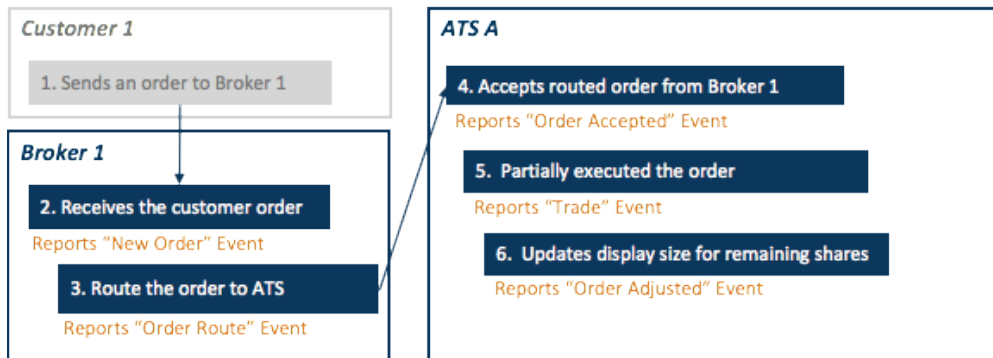 Customer 1
1. Sends an order to Broker 1
Broker 1
2. Receives the customer order
Reports "New Order" Event
3. Route the order to ATS
Reports "Order Route" Event
ATS A
4. Accepts routed order from Broker 1
Reports "Order Accepted" Event
5. Partially executed the order
Reports "Trade" Event
6. Updates display size for remaining shares
Reports "Order Adjusted" Event